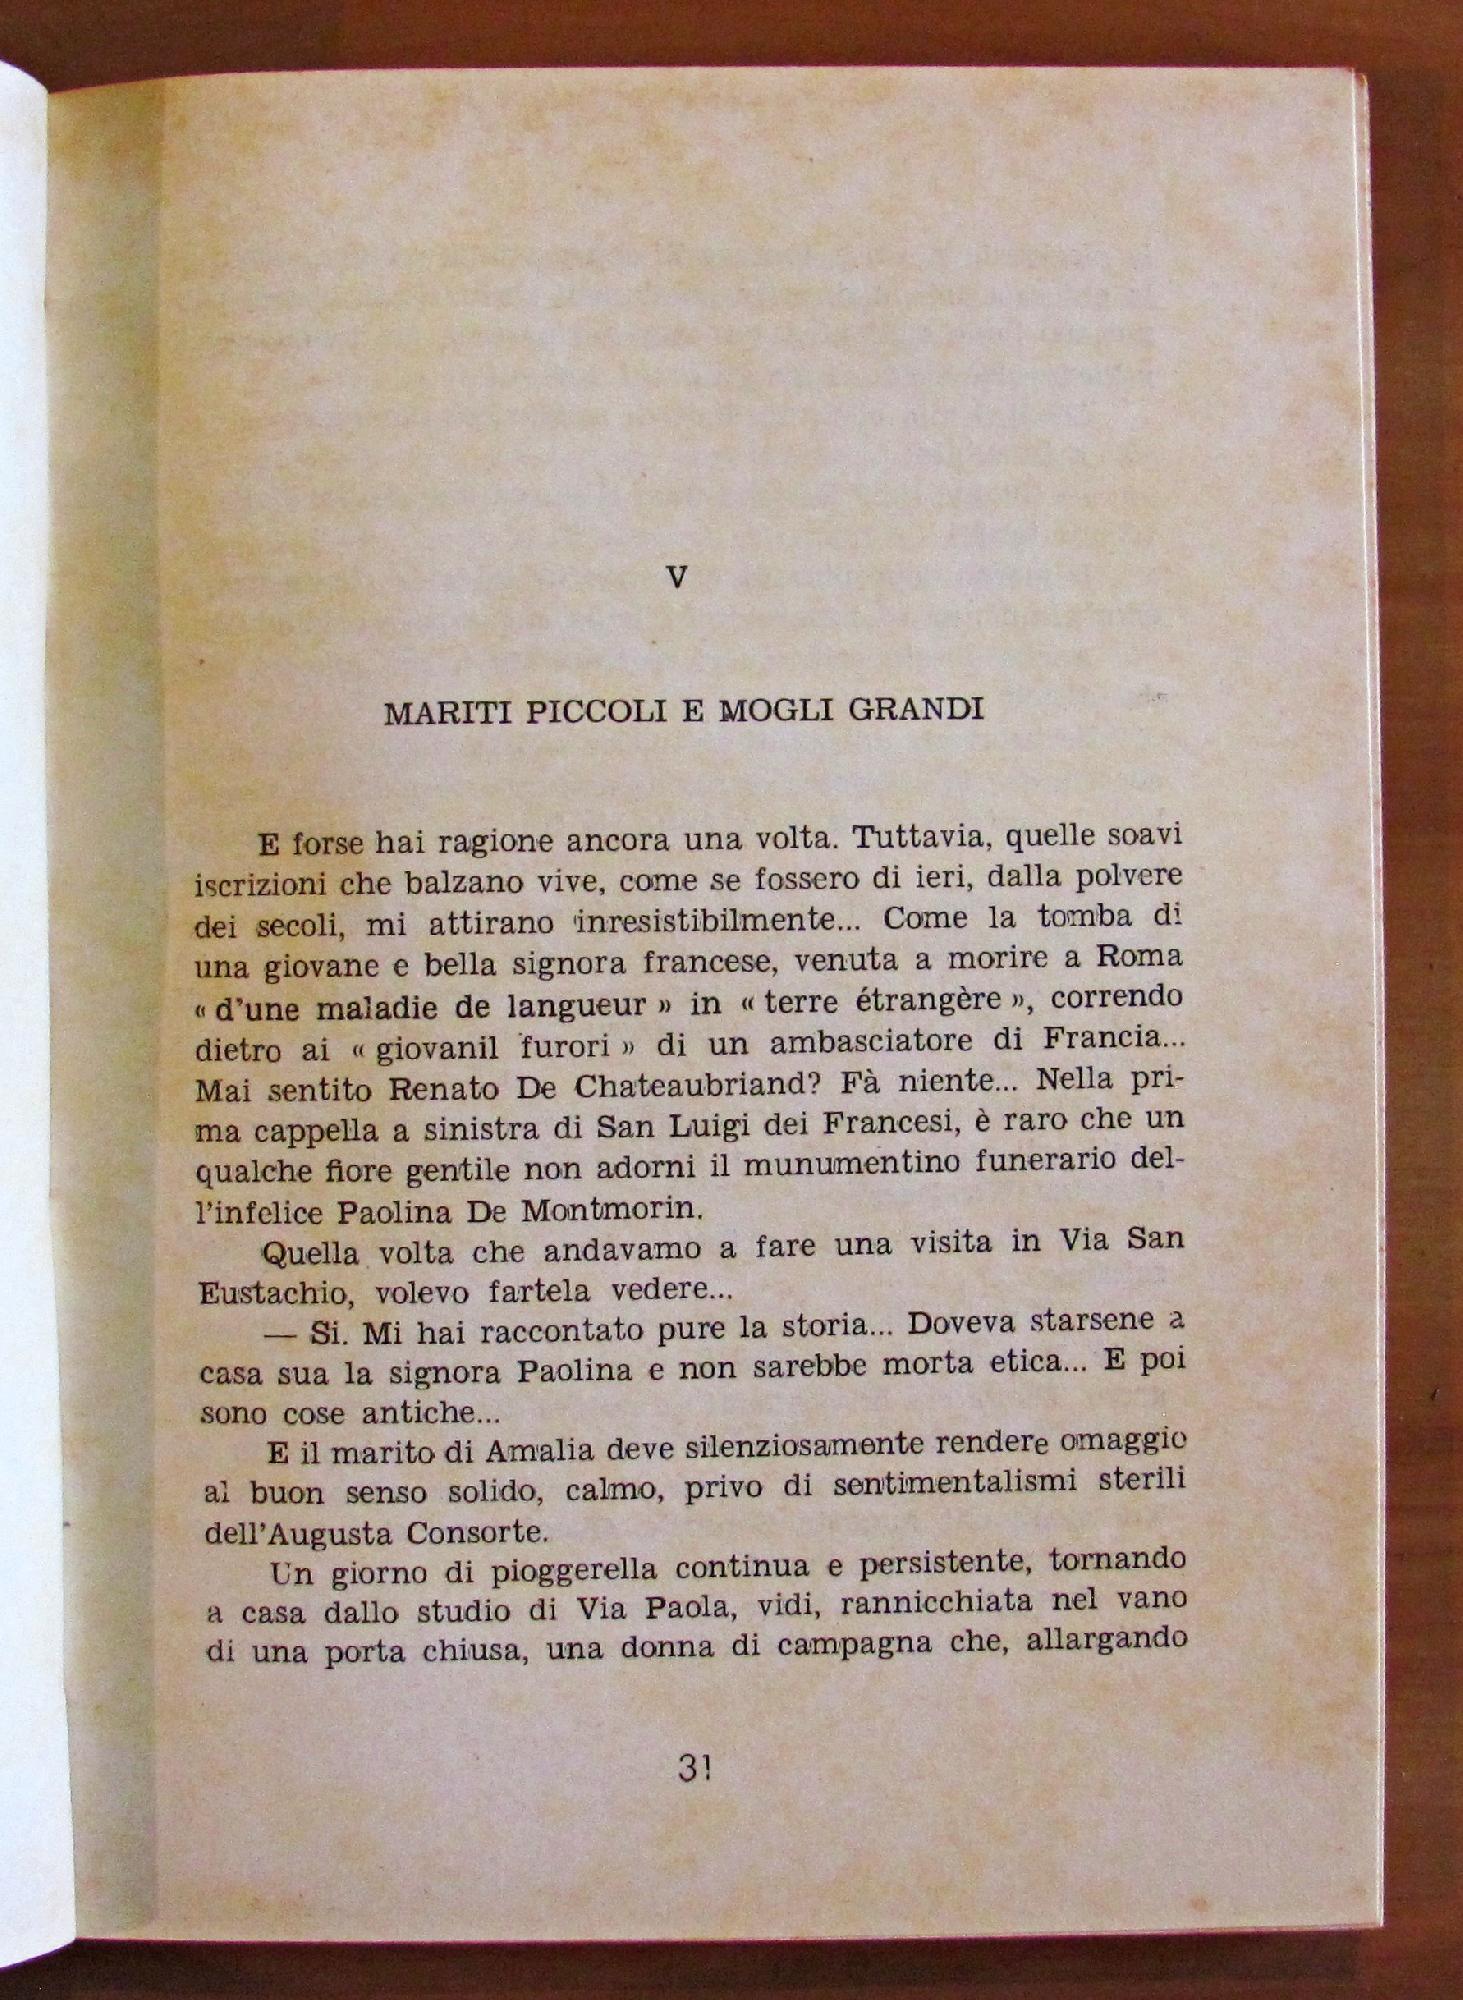 V
MARITI PICCOLI E MOGLI GRANDI
E forse hai ragione ancora una volta. Tuttavia, quelle soavi
iscrizioni che balzano vive, come se fossero di ieri, dalla polvere
dei secoli, mi attirano inresistibilmente... Come la tomba di
una giovane e bella signora francese, venuta a morire a Roma
« d'une maladie de langueur » in « terre étrangère », correndo
dietro ai « giovanil furori » di un ambasciatore di Francia...
Mai sentito Renato De Chateaubriand? Fà niente... Nella pri-
ma cappella a sinistra di San Luigi dei Francesi, è raro che un
qualche fiore gentile non adorni il munumentino funerario del-
l'infelice Paolina De Montmorin.
Quella volta che andavamo a fare una visita in Via San
Eustachio, volevo fartela vedere...
— Si. Mi hai raccontato pure la storia... Doveva starsene a
casa sua la signora Paolina e non sarebbe morta etica... E poi
sono cose antiche...
E il marito di Amalia deve silenziosamente rendere omaggio
al buon senso solido, calmo, privo di sentimentalismi sterili
dell'Augusta Consorte.
Un giorno di pioggerella continua e persistente, tornando
a casa dallo studio di Via Paola, vidi, rannicchiata nel vano
di una porta chiusa, una donna di campagna che, allargando
31